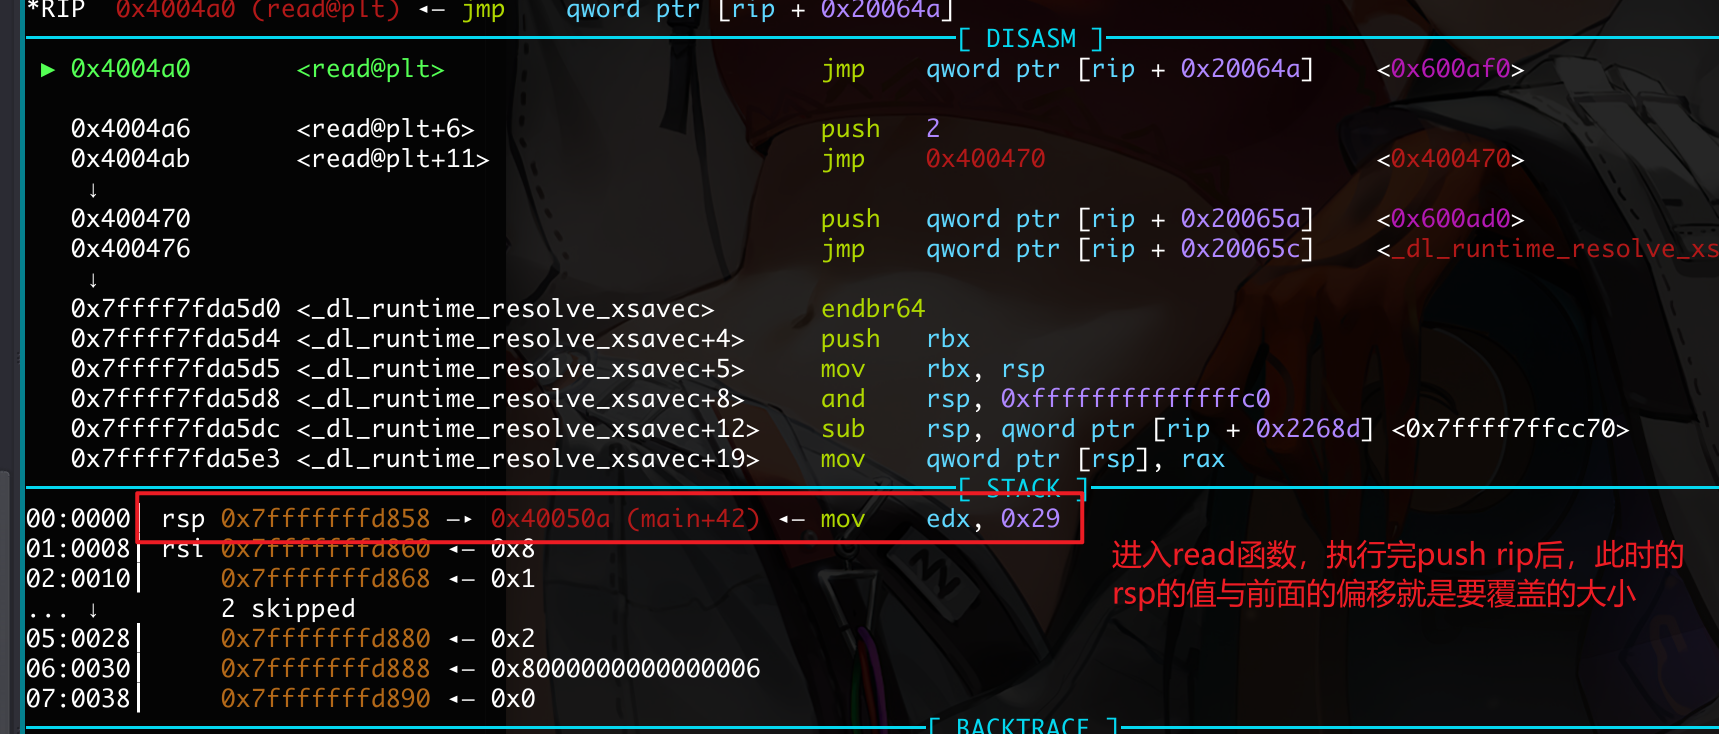 *RIP  0x4004a0 (read@plt) ◂— jmp    qword ptr [rip + 0x20064a]
[ DISASM ]
► 0x4004a0       <read@plt>                         jmp    qword ptr [rip + 0x20064a]    <0x600af0>
0x4004a6       <read@plt+6>                       push   2
0x4004ab       <read@plt+11>                      jmp    0x400470                      <0x400470>
↓
0x400470                                          push   qword ptr [rip + 0x20065a]    <0x600ad0>
0x400476                                          jmp    qword ptr [rip + 0x20065c]    <_dl_runtime_resolve_xs
↓
0x7ffff7fda5d0 <_dl_runtime_resolve_xsavec>       endbr64
0x7ffff7fda5d4 <_dl_runtime_resolve_xsavec+4>     push   rbx
0x7ffff7fda5d5 <_dl_runtime_resolve_xsavec+5>     mov    rbx, rsp
0x7ffff7fda5d8 <_dl_runtime_resolve_xsavec+8>     and    rsp, 0xffffffffffffffc0
0x7ffff7fda5dc <_dl_runtime_resolve_xsavec+12>    sub    rsp, qword ptr [rip + 0x2268d] <0x7ffff7ffcc70>
0x7ffff7fda5e3 <_dl_runtime_resolve_xsavec+19>    mov    qword ptr [rsp], rax
[ STACK ]
00:0000│ rsp 0x7fffffffd858 —▸ 0x40050a (main+42) ◂— mov    edx, 0x29
01:0008│ rsi 0x7fffffffd860 ◂— 0x8
02:0010│     0x7fffffffd868 ◂— 0x1
... ↓        2 skipped
05:0028│     0x7fffffffd880 ◂— 0x2
06:0030│     0x7fffffffd888 ◂— 0x8000000000000006
07:0038│     0x7fffffffd890 ◂— 0x0
进入read函数，执行完push rip后，此时的
rsp的值与前面的偏移就是要覆盖的大小
[ BACKTRACE ]